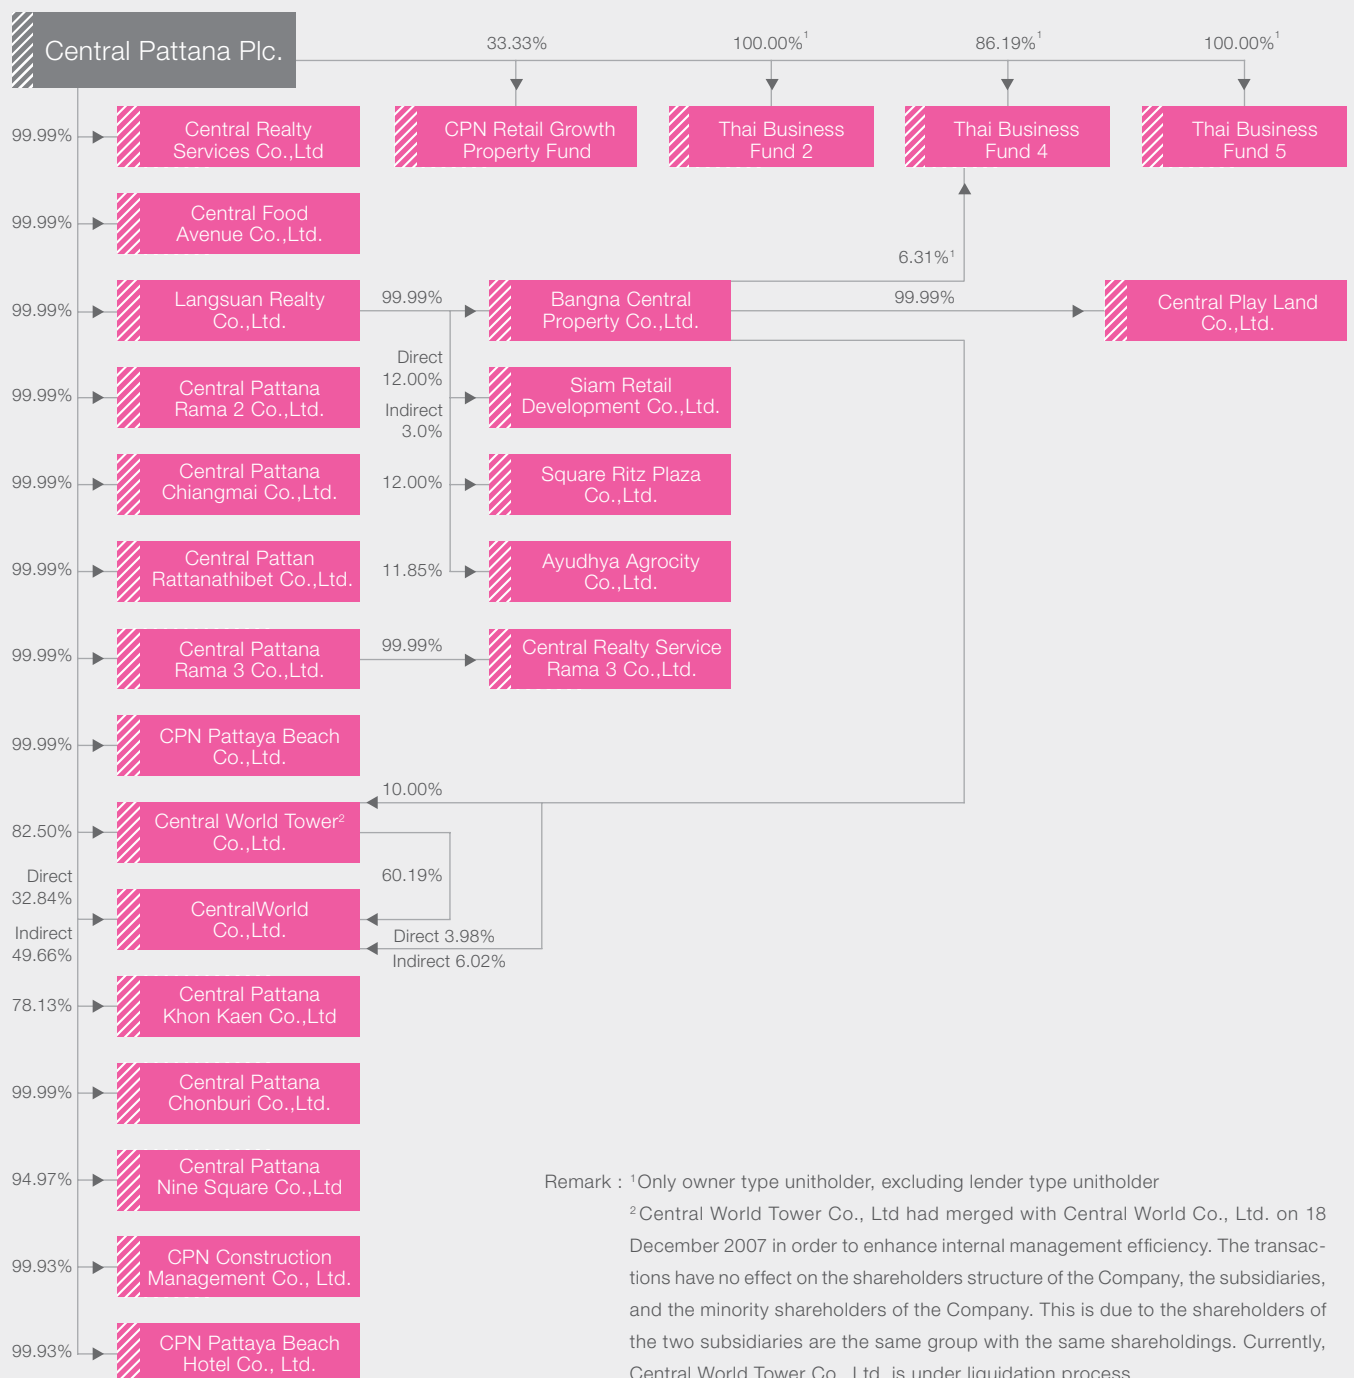 Central Pattana Plc.
33.33%
100.00%¹
86.19%¹
100.00%¹
99.99%
Central Realty
Services Co.,Ltd
CPN Retail Growth
Property Fund
Thai Business
Fund 2
Thai Business
Fund 4
Thai Business
Fund 5
99.99%
Central Food
Avenue Co.,Ltd.
6.31%¹
99.99%
Langsuan Realty
Co.,Ltd.
99.99%
Bangna Central
Property Co.,Ltd.
99.99%
Central Play Land
Co.,Ltd.
99.99%
Central Pattana
Rama 2 Co.,Ltd.
Direct
12.00%
Indirect
3.0%
Siam Retail
Development Co.,Ltd.
99.99%
Central Pattana
Chiangmai Co.,Ltd.
12.00%
Square Ritz Plaza
Co.,Ltd.
99.99%
Central Pattan
Rattanathibet Co.,Ltd.
11.85%
Ayudhya Agrocity
Co.,Ltd.
99.99%
Central Pattana
Rama 3 Co.,Ltd.
99.99%
Central Realty Service
Rama 3 Co.,Ltd.
99.99%
CPN Pattaya Beach
Co.,Ltd.
10.00%
82.50%
Central World Tower²
Co.,Ltd.
60.19%
Direct
32.84%
Indirect
49.66%
CentralWorld
Co.,Ltd.
Direct 3.98%
Indirect 6.02%
78.13%
Central Pattana
Khon Kaen Co.,Ltd
99.99%
Central Pattana
Chonburi Co.,Ltd.
94.97%
Central Pattana
Nine Square Co.,Ltd
99.93%
CPN Construction
Management Co., Ltd.
99.93%
CPN Pattaya Beach
Hotel Co., Ltd.
Remark : ¹Only owner type unitholder, excluding lender type unitholder
²Central World Tower Co., Ltd had merged with Central World Co., Ltd. on 18
December 2007 in order to enhance internal management efficiency. The transac-
tions have no effect on the shareholders structure of the Company, the subsidiaries,
and the minority shareholders of the Company. This is due to the shareholders of
the two subsidiaries are the same group with the same shareholdings. Currently,
Central World Tower Co., Ltd. is under liquidation process